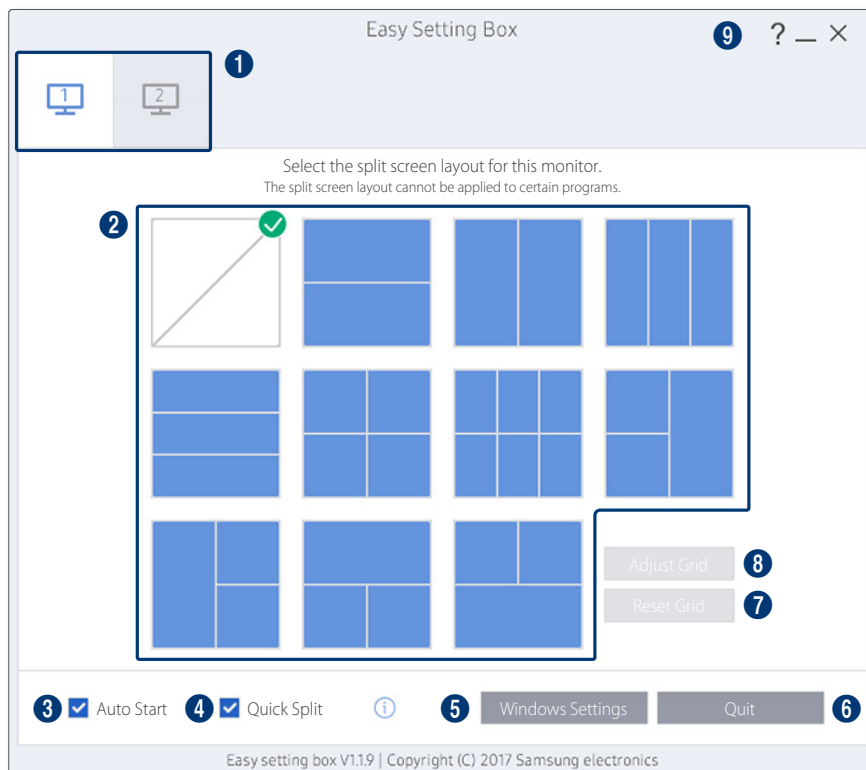 Easy Setting Box
9
? _ ×
1
1
2
Select the split screen layout for this monitor.
The split screen layout cannot be applied to certain programs.
2
Adjust Grid
8
Reset Grid
7
3
Auto Start
4
Quick Split
i
5
Windows Settings
Quit
6
Easy setting box V1.1.9 | Copyright (C) 2017 Samsung electronics